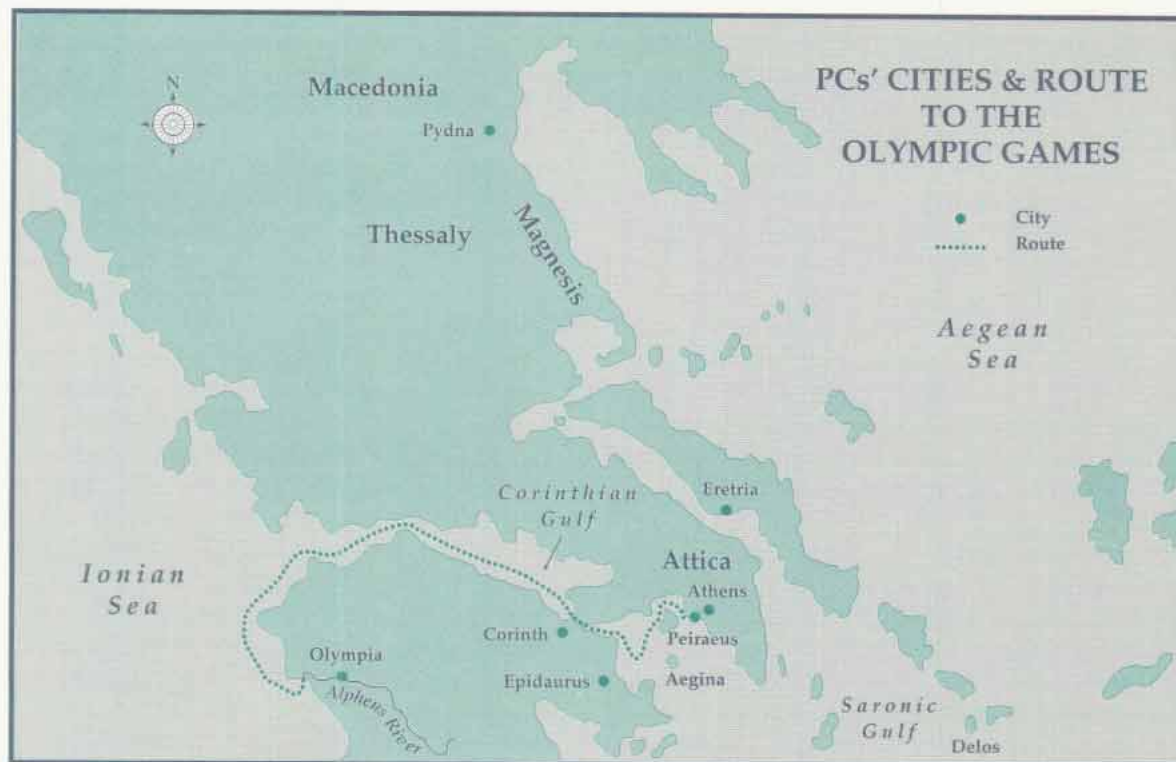 PCs' CITIES & ROUTE
TO THE
OLYMPIC GAMES
City
Route
N
Macedonia
Pydna
Thessaly
Magnesis
Aegean
Sea
Corinthian
Gulf
Eretria
Ionian
Sea
Attica
Athens
Peiraeus
Corinth
Olympia
Alphens River
Epidaurus
Aegina
Saronic
Gulf
Delos